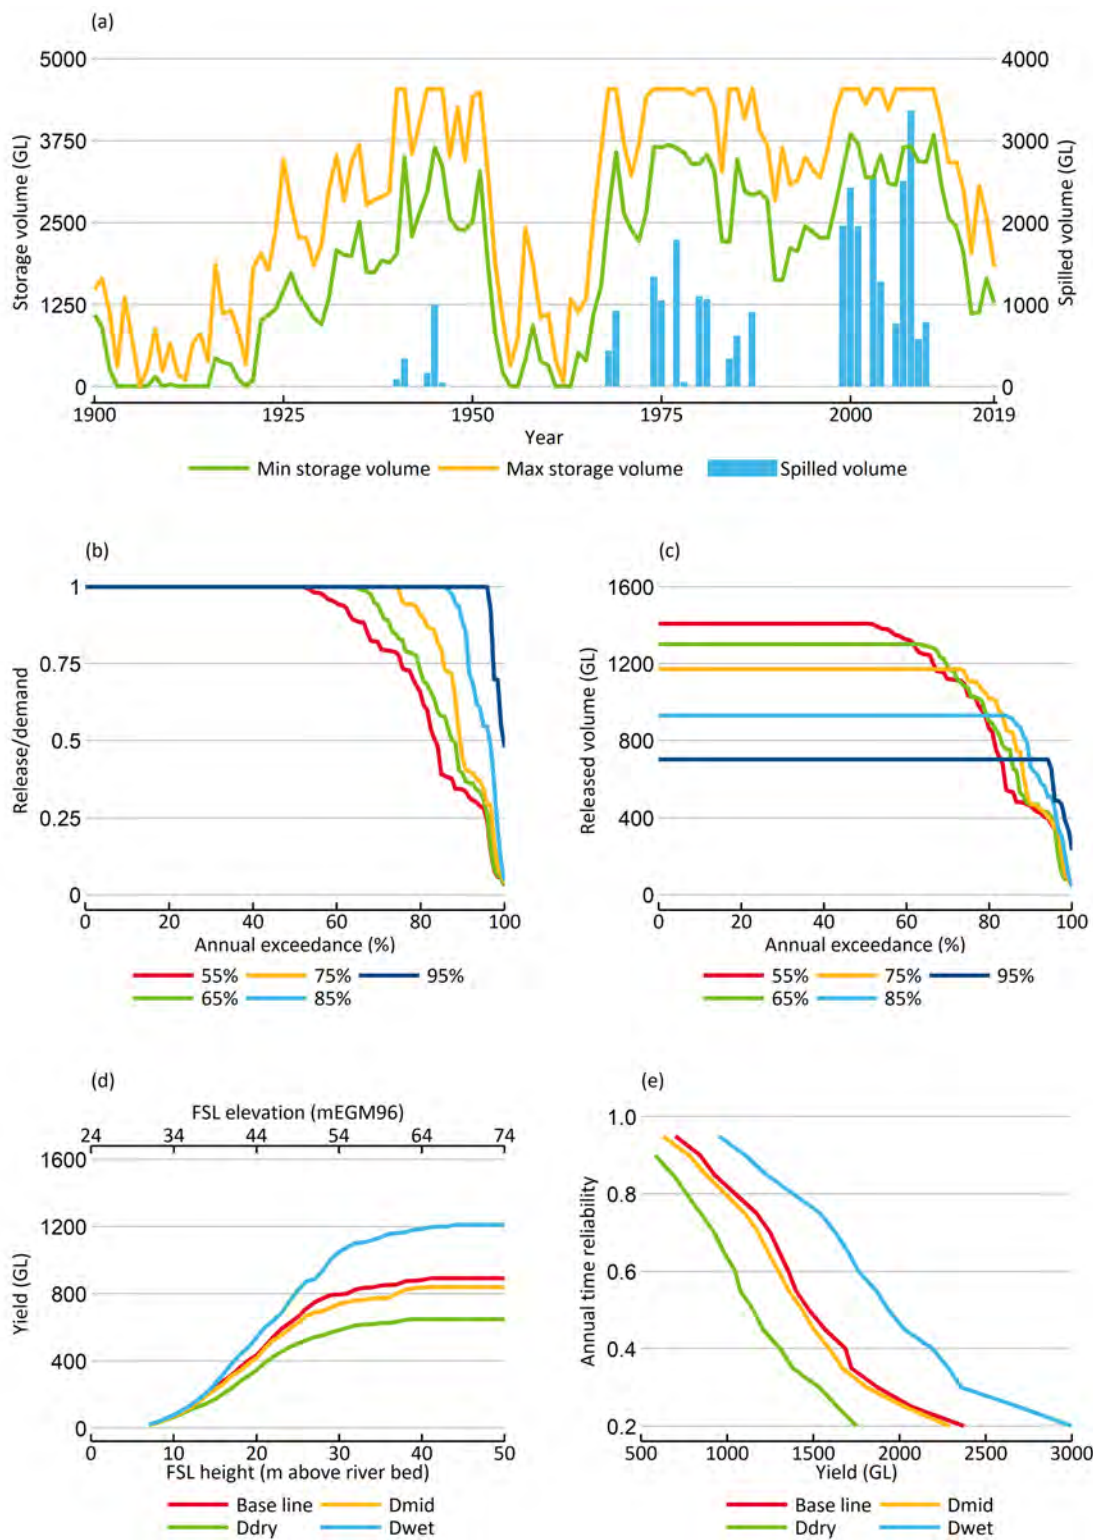 (a)
5000 4000
3750 3000
2500 2000
1250 1000
0 0
Storage volume (GL)
Spilled volume (GL)
1900 1925 1950 1975 2000 2019
Year
Min storage volume Max storage volume Spilled volume
(b)
1
0.75
0.5
0.25
0
Release/demand
0 20 40 60 80 100
Annual exceedance (%)
55% 75% 95%
65% 85%
(c)
1600
1200
800
400
0
Released volume (GL)
0 20 40 60 80 100
Annual exceedance (%)
55% 75% 95%
65% 85%
(d)
FSL elevation (mEGM96)
24 34 44 54 64 74
1600
1200
800
400
0
Yield (GL)
0 10 20 30 40 50
FSL height (m above river bed)
Base line Dmid
Ddry Dwet
(e)
1.0
0.8
0.6
0.4
0.2
Annual time reliability
500 1000 1500 2000 2500 3000
Yield (GL)
Base line Dmid
Ddry Dwet